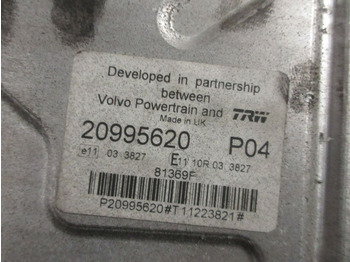 Developed in partnership
between
Volvo Powertrain and TRW
Made in UK
20995620 P04
e11 03 3827 E11 10R 03 3827
81369F
P20995620#T11223821#